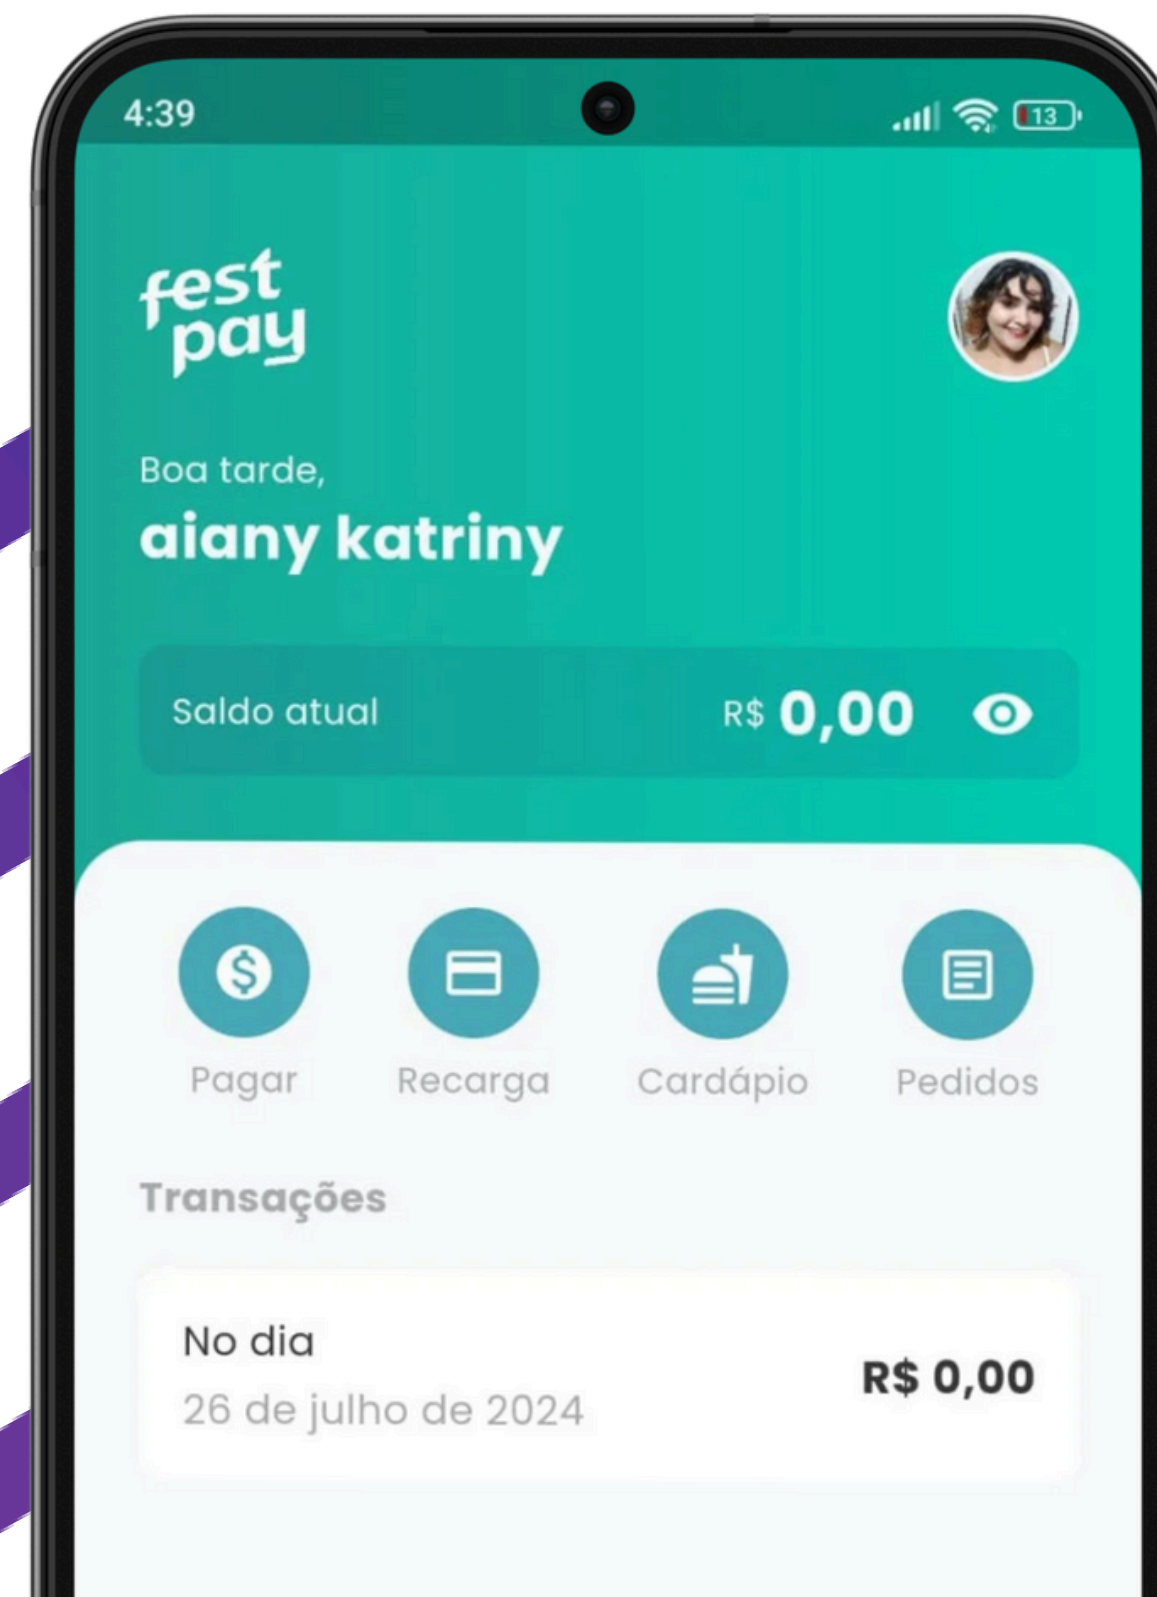 4:39
13
fest
pay
Boa tarde,
aiany katriny
Saldo atual
R$ 0,00
Pagar
Recarga
Cardápio
Pedidos
Transações
No dia
26 de julho de 2024
R$ 0,00